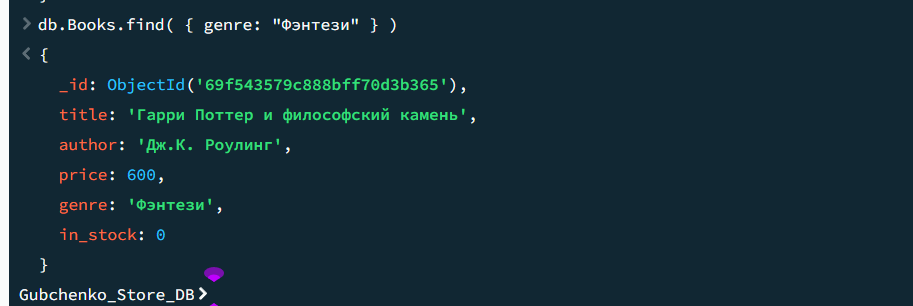 > db.Books.find( { genre: "Фэнтези" } )
< {
_id: ObjectId('69f543579c888bff70d3b365'),
title: 'Гарри Поттер и философский камень',
author: 'Дж.К. Роулинг',
price: 600,
genre: 'Фэнтези',
in_stock: 0
}
Gubchenko_Store_DB>